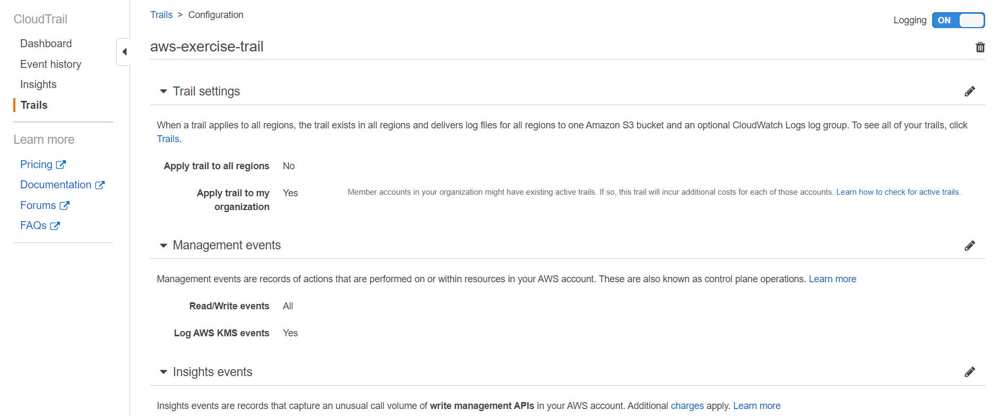 CloudTrail
Dashboard
Event history
Insights
Trails
Learn more
Pricing
Documentation
Forums
FAQs
Trails > Configuration
Logging ON
aws-exercise-trail
Trail settings
When a trail applies to all regions, the trail exists in all regions and delivers log files for all regions to one Amazon S3 bucket and an optional CloudWatch Logs log group. To see all of your trails, click
Trails.
Apply trail to all regions No
Apply trail to my Yes Member accounts in your organization might have existing active trails. If so, this trail will incur additional costs for each of those accounts. Learn how to check for active trails.
organization
Management events
Management events are records of actions that are performed on or within resources in your AWS account. These are also known as control plane operations. Learn more
Read/Write events All
Log AWS KMS events Yes
Insights events
Insights events are records that capture an unusual call volume of write management APIs in your AWS account. Additional charges apply. Learn more